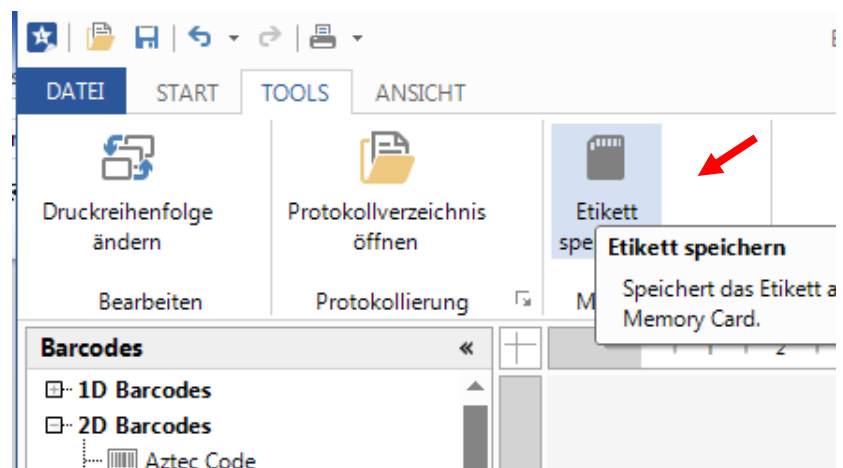 DATEI START TOOLS ANSICHT
Druckreihenfolge
ändern
Protokollverzeichnis
öffnen
Etikett
spe
Bearbeiten
Protokollierung
M
Etikett speichern
Speichert das Etikett a
Memory Card.
Barcodes «
2
1D Barcodes
2D Barcodes
Aztec Code